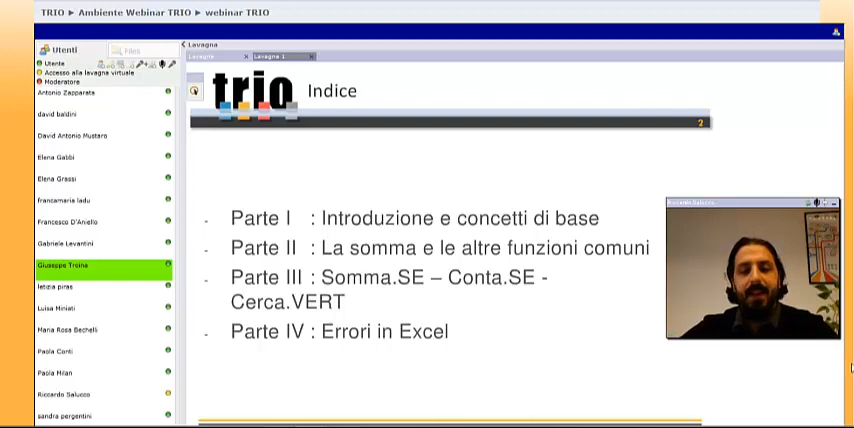 TRIO ► Ambiente Webinar TRIO ► webinar TRIO
Utenti
Files
Utente
Accesso alla lavagna virtuale
Moderatore
Antonio Zapparata
david baldini
David Antonio Mustaro
Elena Gabbi
Elena Grassi
francamaria ladu
Francesco D'Aniello
Gabriele Levantini
Giuseppe Troina
letizia piras
Luisa Miniati
Maria Rosa Bechelli
Paola Conti
Paola Milan
Riccardo Salucco
sandra pergentini
Lavagna
Lavagna
Lavagna 1
trio
Indice
2
- Parte I : Introduzione e concetti di base
- Parte II : La somma e le altre funzioni comuni
- Parte III : Somma.SE – Conta.SE -
Cerca.VERT
- Parte IV : Errori in Excel
Riccardo Salucco